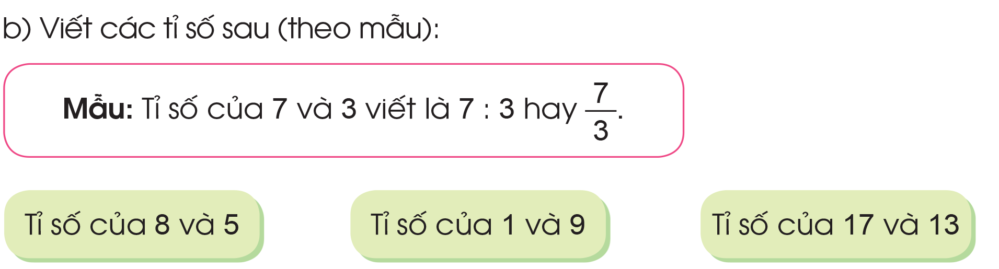 b) Viết các tỉ số sau (theo mẫu):
Mẫu: Tỉ số của 7 và 3 viết là 7 : 3 hay 7/3.
Tỉ số của 8 và 5
Tỉ số của 1 và 9
Tỉ số của 17 và 13